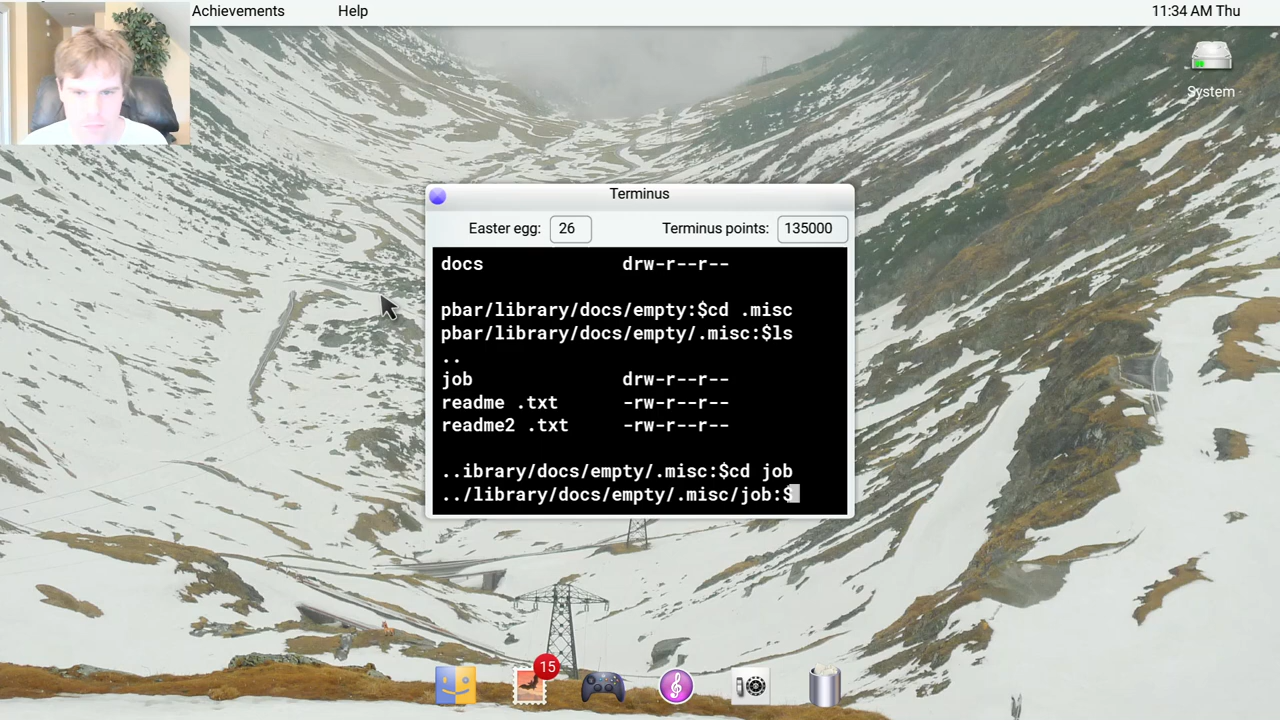 Achievements Help 11:34 AM Thu
System
Terminus
Easter egg: 26 Terminus points: 135000
docs drw-r--r--
pbar/library/docs/empty:$cd .misc
pbar/library/docs/empty/.misc:$ls
..
job drw-r--r--
readme .txt -rw-r--r--
readme2 .txt -rw-r--r--
..ibrary/docs/empty/.misc:$cd job
../library/docs/empty/.misc/job:$
15